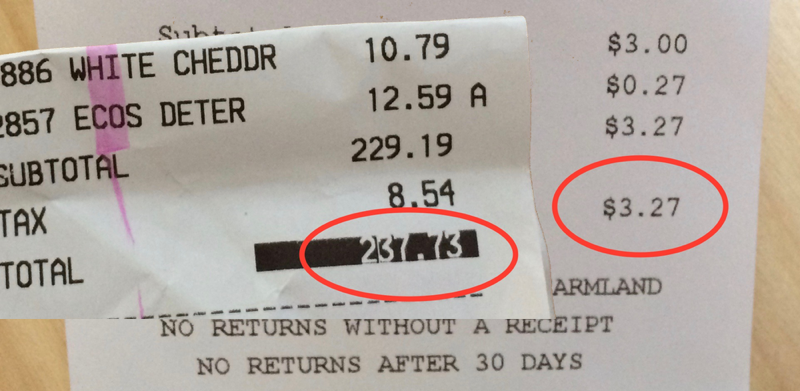 886 WHITE CHEDDR 10.79
2857 ECOS DETER 12.59 A
SUBTOTAL 229.19
TAX 8.54
TOTAL 237.73
$3.00
$0.27
$3.27
$3.27
ARMLAND
NO RETURNS WITHOUT A RECEIPT
NO RETURNS AFTER 30 DAYS